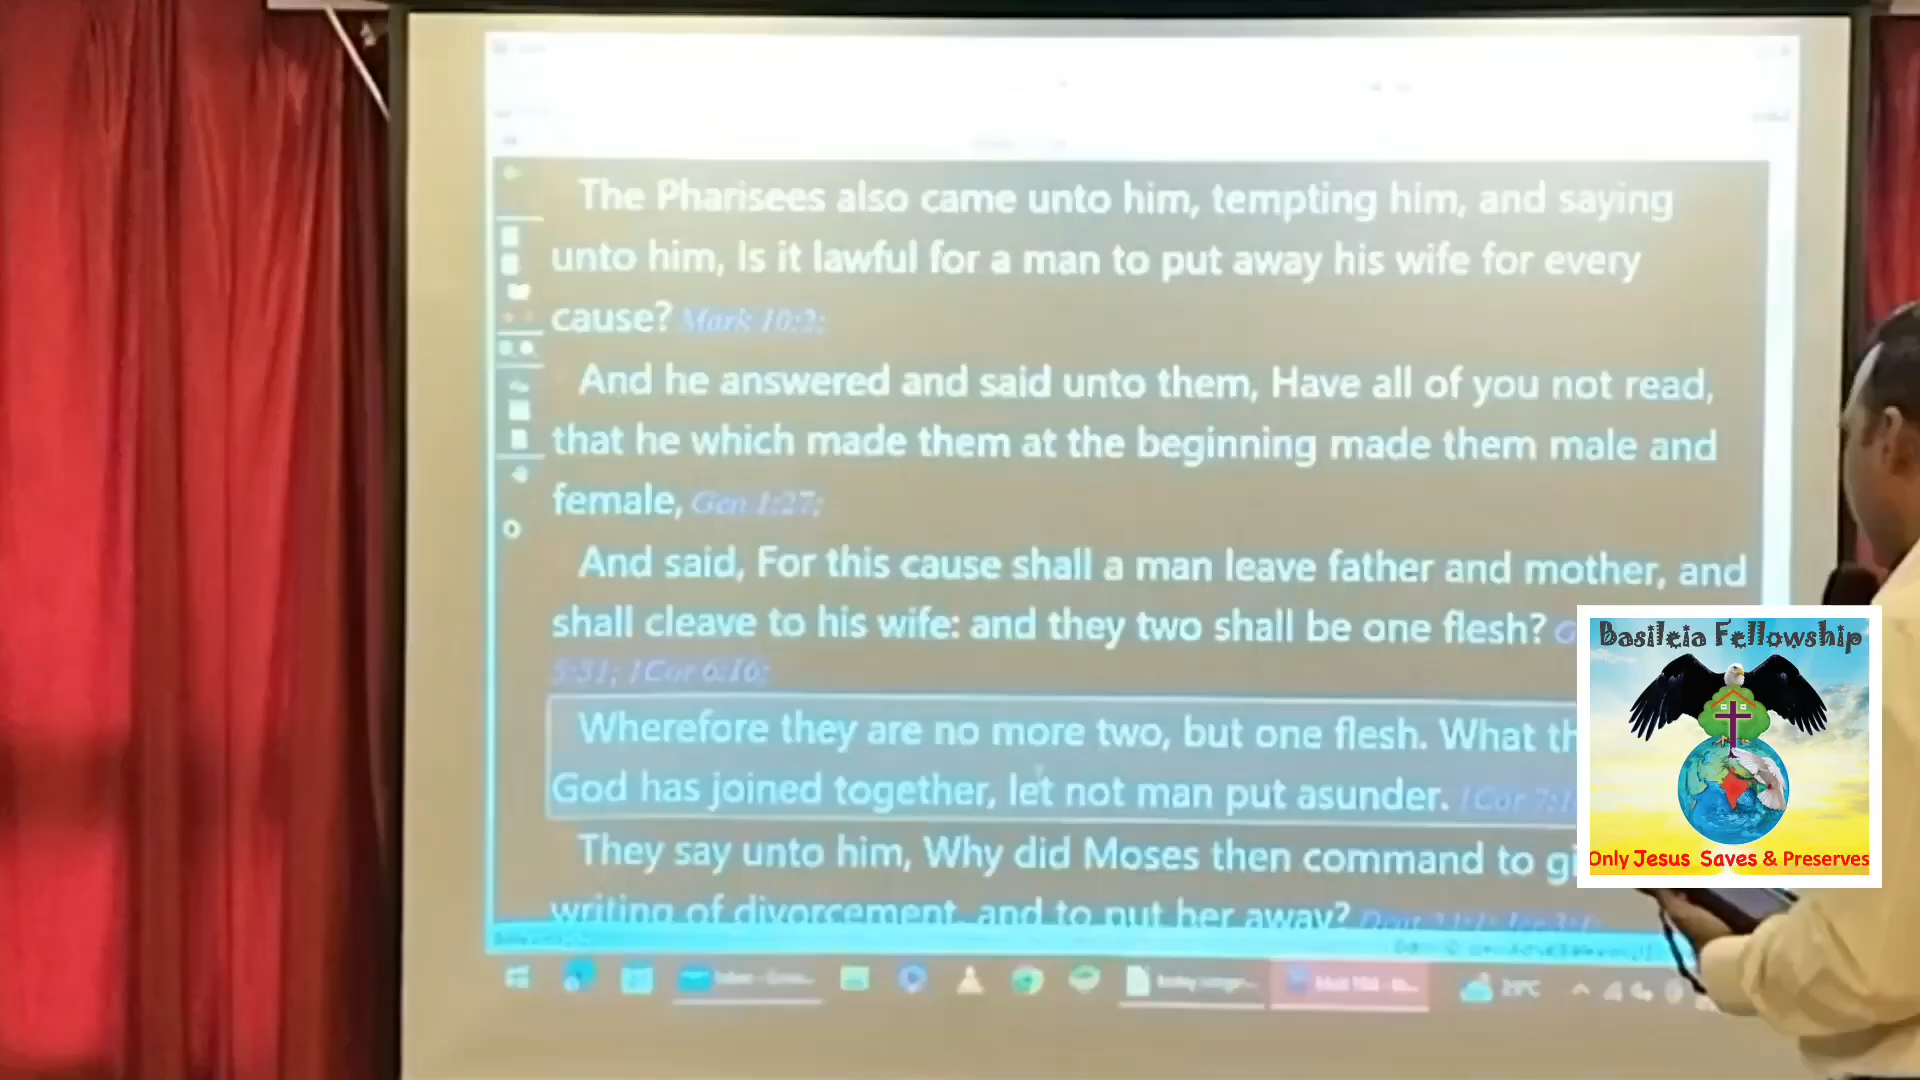 The Pharisees also came unto him, tempting him, and saying
unto him, Is it lawful for a man to put away his wife for every
cause? Mark 10:2;
And he answered and said unto them, Have all of you not read,
that he which made them at the beginning made them male and
female, Gen 1:27;
And said, For this cause shall a man leave father and mother, and
shall cleave to his wife: and they two shall be one flesh?
5:31; 1Cor 6:16;
Wherefore they are no more two, but one flesh. What
God has joined together, let not man put asunder. 1Cor
They say unto him, Why did Moses then command to
writing of divorcement, and to put her away?
Basileia Fellowship
Only Jesus Saves & Preserves